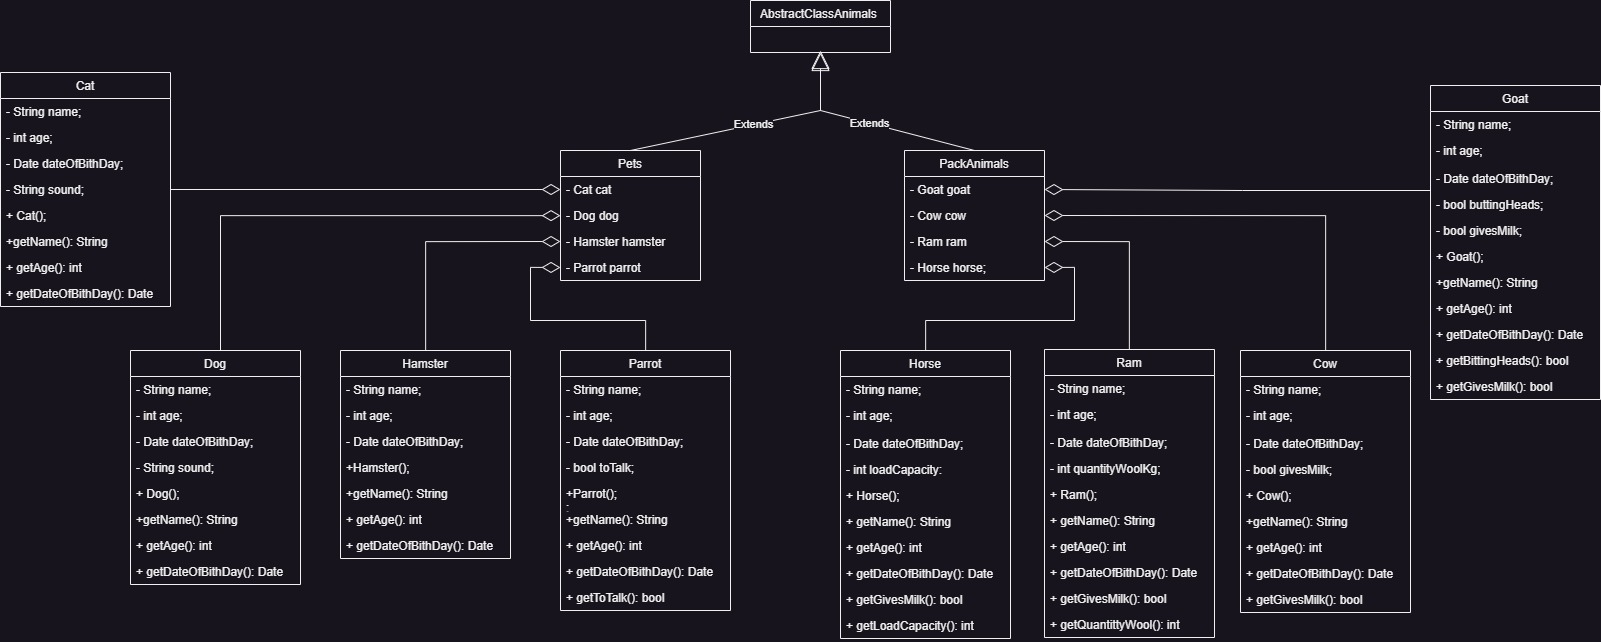 AbstractClassAnimals
Extends
Extends
Cat
- String name;
- int age;
- Date dateOfBithDay;
- String sound;
+ Cat();
+getName(): String
+ getAge(): int
+ getDateOfBithDay(): Date
Pets
- Cat cat
- Dog dog
- Hamster hamster
- Parrot parrot
PackAnimals
- Goat goat
- Cow cow
- Ram ram
- Horse horse;
Goat
- String name;
- int age;
- Date dateOfBithDay;
- bool buttingHeads;
- bool givesMilk;
+ Goat();
+getName(): String
+ getAge(): int
+ getDateOfBithDay(): Date
+ getBittingHeads(): bool
+ getGivesMilk(): bool
Dog
- String name;
- int age;
- Date dateOfBithDay;
- String sound;
+ Dog();
+getName(): String
+ getAge(): int
+ getDateOfBithDay(): Date
Hamster
- String name;
- int age;
- Date dateOfBithDay;
+Hamster();
+getName(): String
+ getAge(): int
+ getDateOfBithDay(): Date
Parrot
- String name;
- int age;
- Date dateOfBithDay;
- bool toTalk;
+Parrot();
:
+getName(): String
+ getAge(): int
+ getDateOfBithDay(): Date
+ getToTalk(): bool
Horse
- String name;
- int age;
- Date dateOfBithDay;
- int loadCapacity:
+ Horse();
+ getName(): String
+ getAge(): int
+ getDateOfBithDay(): Date
+ getGivesMilk(): bool
+ getLoadCapacity(): int
Ram
- String name;
- int age;
- Date dateOfBithDay;
- int quantityWoolKg;
+ Ram();
+ getName(): String
+ getAge(): int
+ getDateOfBithDay(): Date
+ getGivesMilk(): bool
+ getQuantittyWool(): int
Cow
- String name;
- int age;
- Date dateOfBithDay;
- bool givesMilk;
+ Cow();
+getName(): String
+ getAge(): int
+ getDateOfBithDay(): Date
+ getGivesMilk(): bool